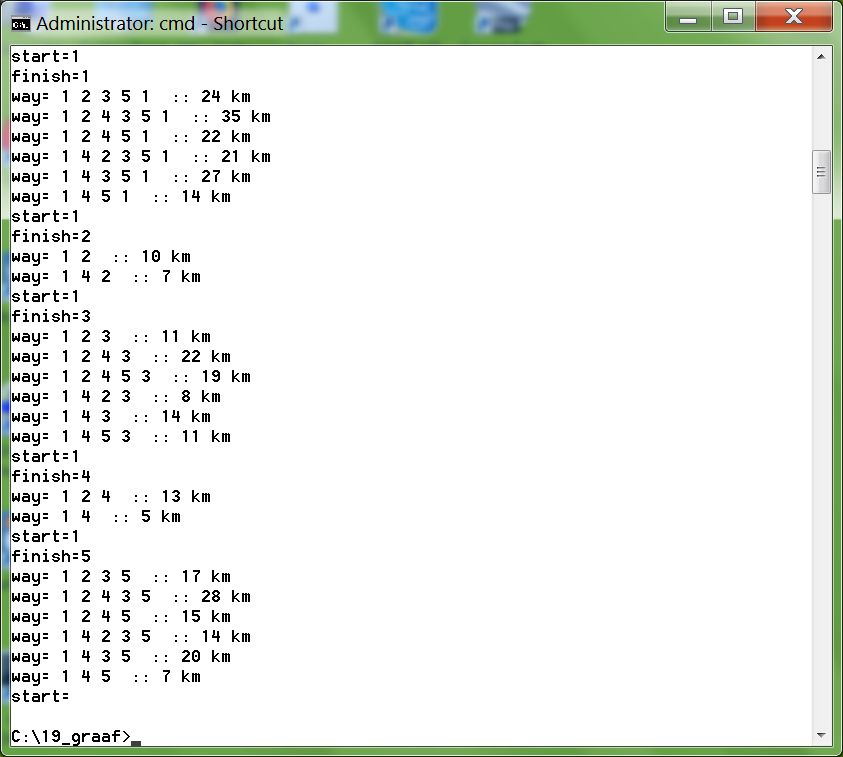 Administrator: cmd - Shortcut
start=1
finish=1
way= 1 2 3 5 1  :: 24 km
way= 1 2 4 3 5 1  :: 35 km
way= 1 2 4 5 1  :: 22 km
way= 1 4 2 3 5 1  :: 21 km
way= 1 4 3 5 1  :: 27 km
way= 1 4 5 1  :: 14 km
start=1
finish=2
way= 1 2  :: 10 km
way= 1 4 2  :: 7 km
start=1
finish=3
way= 1 2 3  :: 11 km
way= 1 2 4 3  :: 22 km
way= 1 2 4 5 3  :: 19 km
way= 1 4 2 3  :: 8 km
way= 1 4 3  :: 14 km
way= 1 4 5 3  :: 11 km
start=1
finish=4
way= 1 2 4  :: 13 km
way= 1 4  :: 5 km
start=1
finish=5
way= 1 2 3 5  :: 17 km
way= 1 2 4 3 5  :: 28 km
way= 1 2 4 5  :: 15 km
way= 1 4 2 3 5  :: 14 km
way= 1 4 3 5  :: 20 km
way= 1 4 5  :: 7 km
start=
C:\19_graaf>_